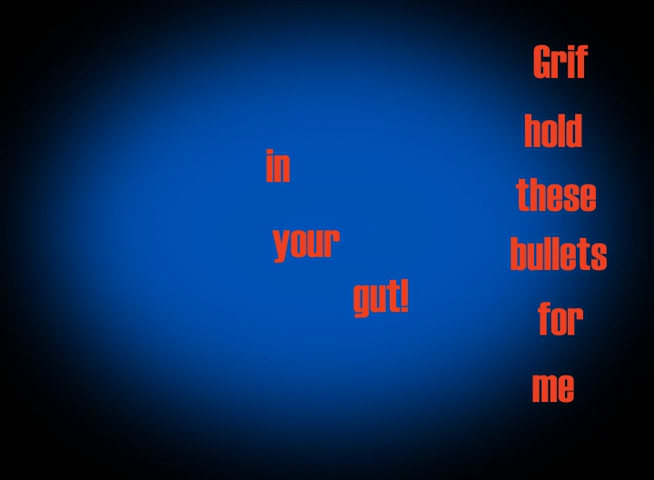 Grif
hold
these
bullets
for
me
in
your
gut!